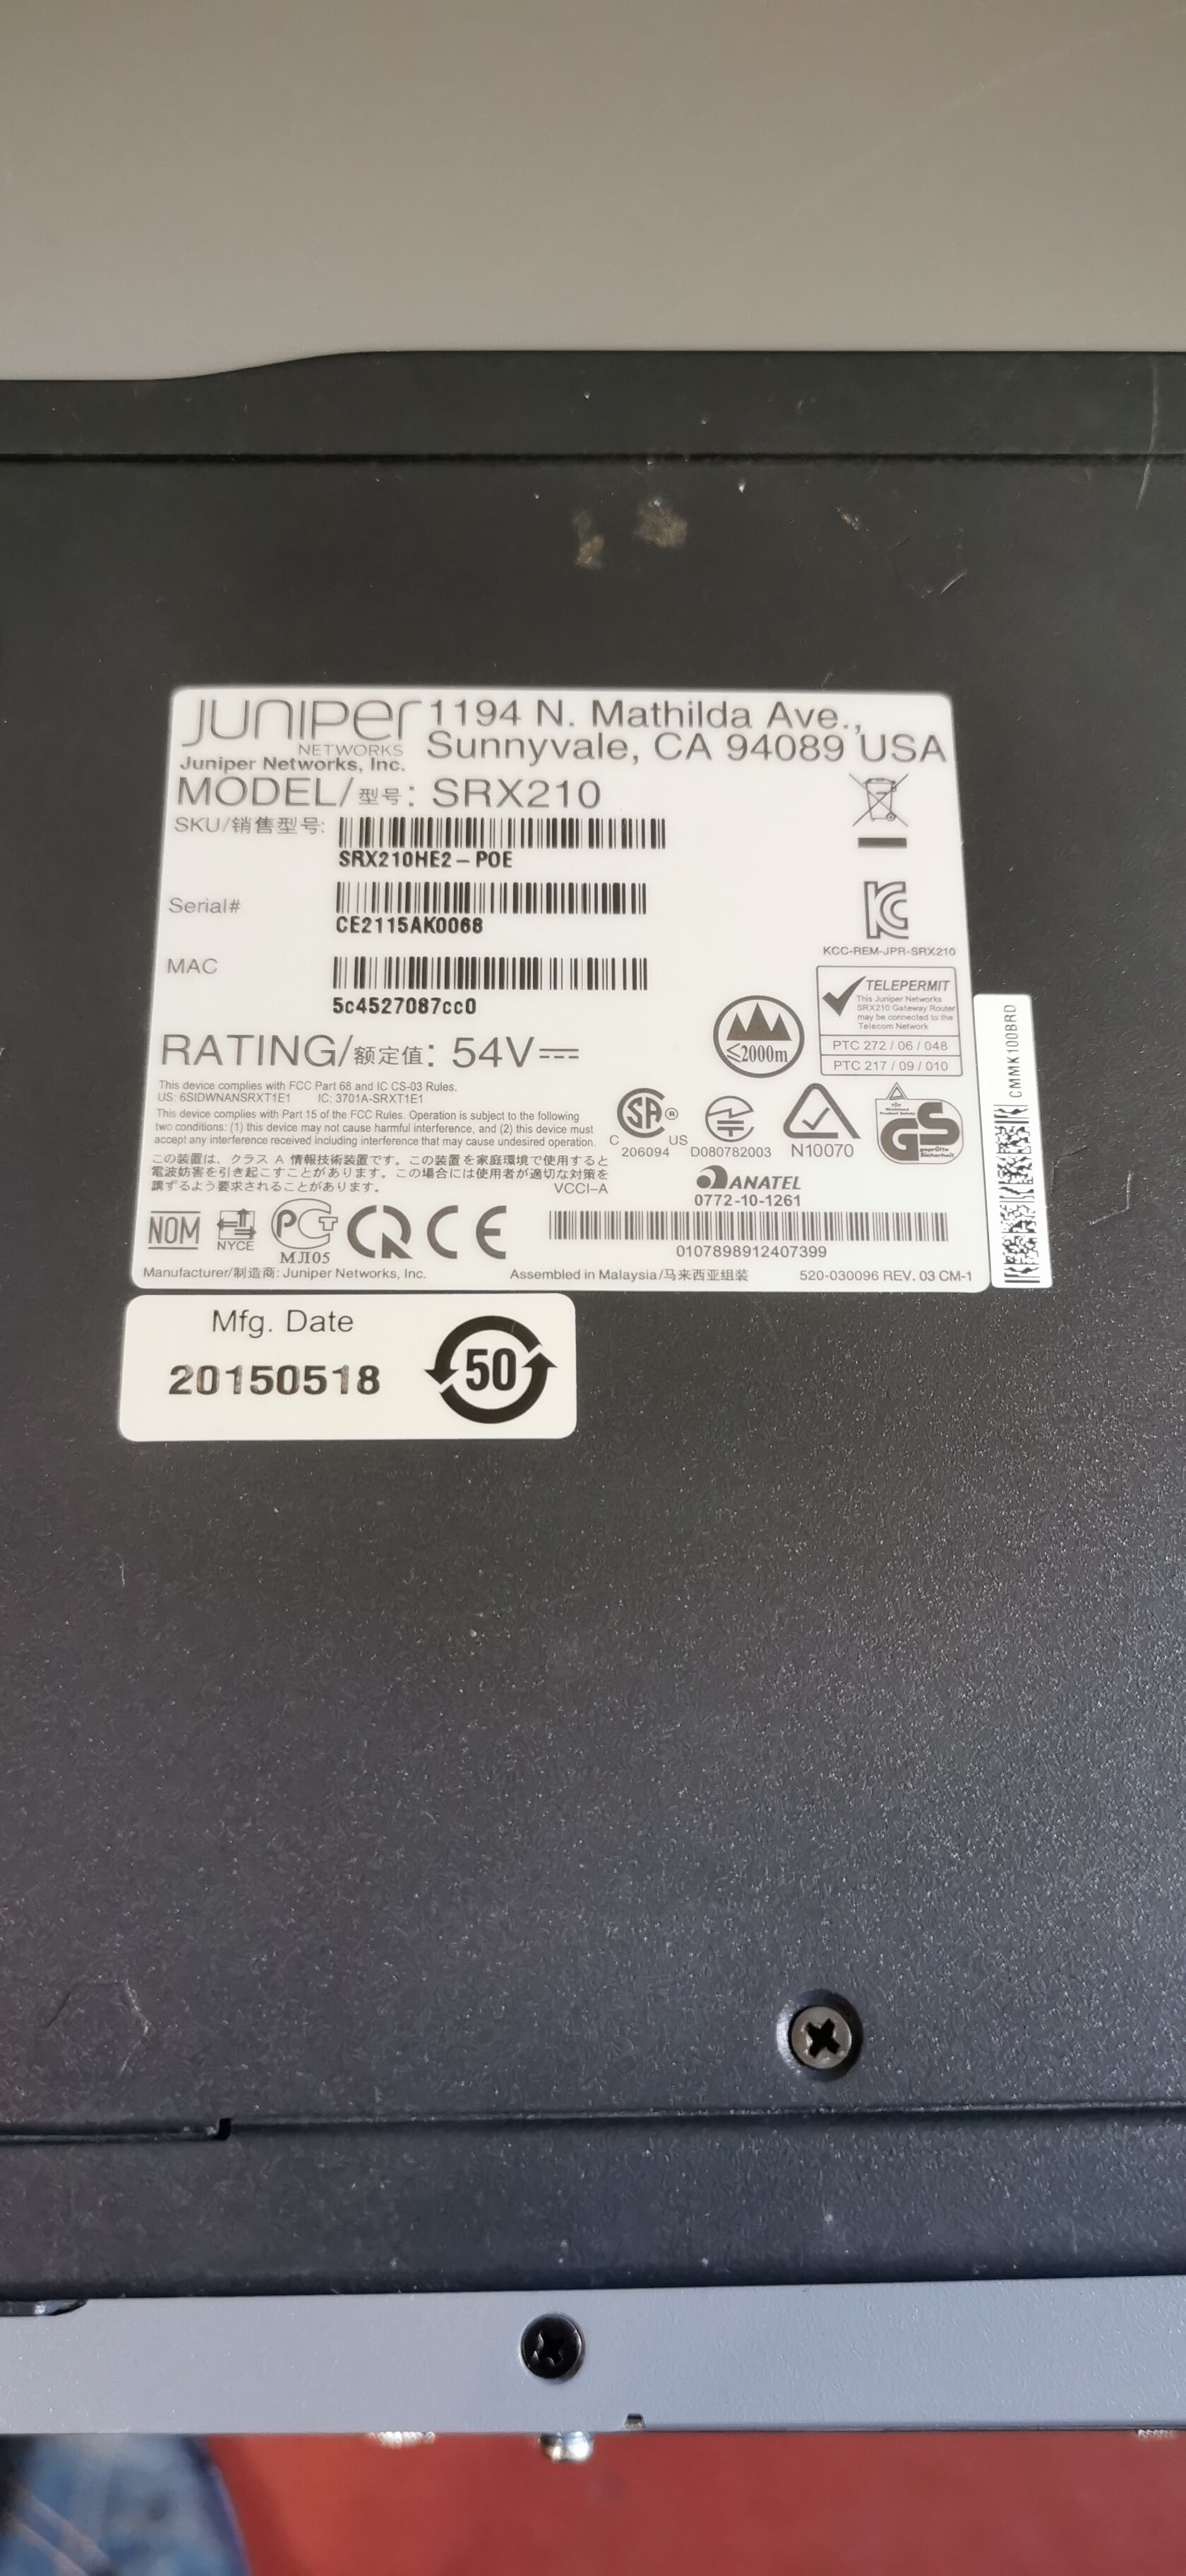 JUNIPer
NETWORKS
Juniper Networks, Inc.
1194 N. Mathilda Ave.,
Sunnyvale, CA 94089 USA
MODEL/型号: SRX210
SKU/销售型号:
SRX210HE2-POE
Serial#
CE2115AK0068
MAC
5c4527087cc0
RATING/额定值: 54V
KCC-REM-JPR-SRX210
≤2000m
TELEPERMIT
This Juniper Networks
SRX210 Gateway Router
may be connected to the
Telecom Network
PTC 272 / 06 / 048
PTC 217 / 09 / 010
This device complies with FCC Part 68 and IC CS-03 Rules.
US: 6SIDWNANSRXT1E1 IC: 3701A-SRXT1E1
This device complies with Part 15 of the FCC Rules. Operation is subject to the following
two conditions: (1) this device may not cause harmful interference, and (2) this device must
accept any interference received including interference that may cause undesired operation.
この装置は、クラス A 情報技術装置です。この装置を家庭環境で使用すると
電波妨害を引き起こすことがあります。この場合には使用者が適切な対策を
講ずるよう要求されることがあります。 VCCI-A
SA ®
C US
206094
D080782003
N10070
GS
geprüfte
Sicherheit
ANATEL
0772-10-1261
NOM
NYCE
PCT
MJ105
CE
0107898912407399
Manufacturer/制造商: Juniper Networks, Inc.
Assembled in Malaysia/马来西亚组装
520-030096 REV. 03 CM-1
CMMK100BRD
Mfg. Date
20150518
50